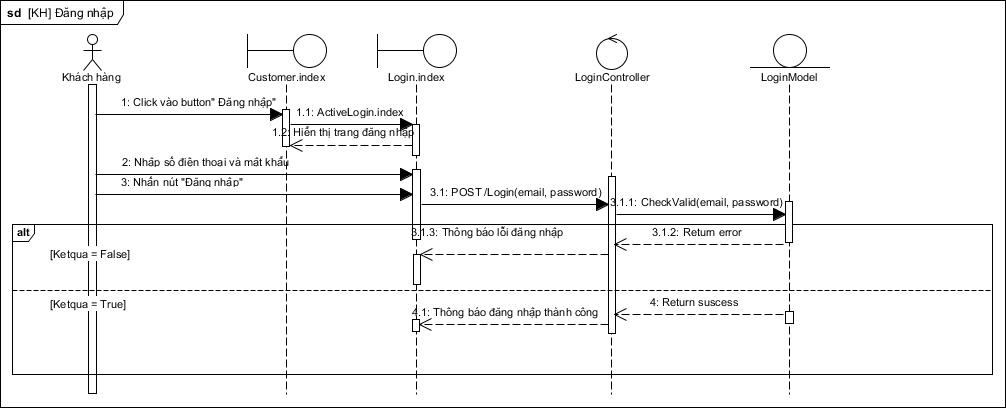 sd [KH] Đăng nhập
Khách hàng
Customer.index
Login.index
LoginController
LoginModel
1: Click vào button" Đăng nhập"
1.1: ActiveLogin.index
1.2: Hiển thị trang đăng nhập
2: Nhập số điện thoại và mật khẩu
3: Nhấn nút "Đăng nhập"
3.1: POST /Login(email, password)
3.1.1: CheckValid(email, password)
alt
3.1.3: Thông báo lỗi đăng nhập
3.1.2: Return error
[Ketqua = False]
[Ketqua = True]
4: Return suscess
4.1: Thông báo đăng nhập thành công